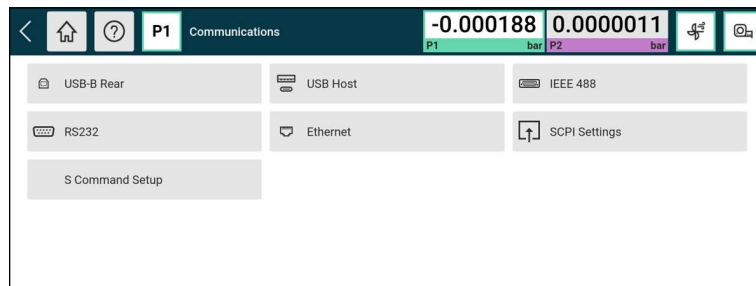 P1 Communications -0.000188 0.0000011
P1 bar P2 bar
USB-B Rear USB Host IEEE 488
RS232 Ethernet SCPI Settings
S Command Setup